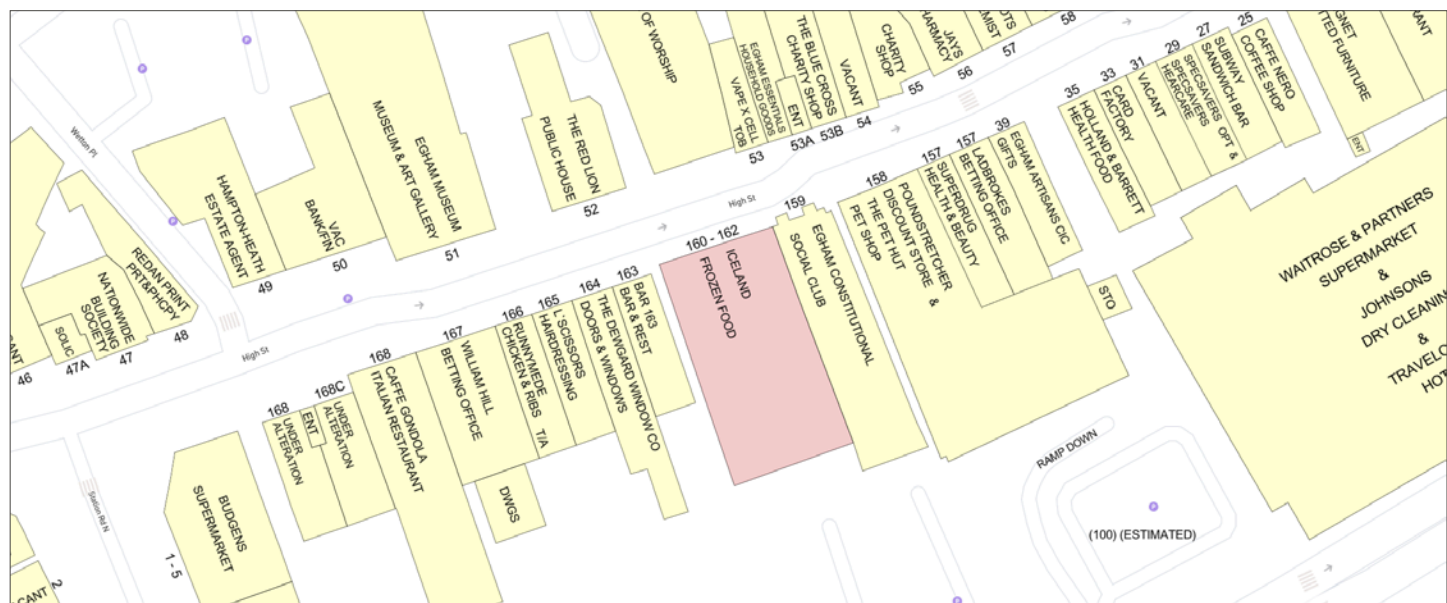 OF WORSHIP
EGHAM ESSENTIALS
HOUSEHOLD GOODS
VAPE X CELL
TOB
53
THE BLUE CROSS
CHARITY SHOP
ENT
53A
53B
VACANT
54
CHARITY
SHOP
55
JAYS
56
57
58
25
CAFFE NERO
COFFEE SHOP
27
SUBWAY
SANDWICH BAR
29
SPECSAVERS OPT &
SPECSAVERS
HEARCARE
31
VACANT
33
CARD
FACTORY
35
HOLLAND & BARRETT
HEALTH FOOD
39
EGHAM ARTISANS CIC
GIFTS
157
LADBROKES
BETTING OFFICE
157
SUPERDRUG
HEALTH & BEAUTY
158
POUNDSTRETCHER
DISCOUNT STORE &
THE PET HUT
PET SHOP
159
EGHAM CONSTITUTIONAL
SOCIAL CLUB
160 - 162
ICELAND
FROZEN FOOD
163
BAR 163
BAR & REST
164
THE DEWGARD WINDOW CO
DOORS & WINDOWS
165
L`SCISSORS
HAIRDRESSING
166
RUNNYMEDE
CHICKEN & RIBS T/A
167
WILLIAM HILL
BETTING OFFICE
168
CAFFE GONDOLA
ITALIAN RESTAURANT
168C
UNDER
ALTERATION
ENT
168
UNDER
ALTERATION
DWGS
BUDGENS
SUPERMARKET
1 - 5
2
Station Rd N
High St
High St
Wetton Pl
THE RED LION
PUBLIC HOUSE
52
EGHAM MUSEUM
MUSEUM & ART GALLERY
51
VAC
BANK/FIN
50
HAMPTON-HEATH
ESTATE AGENT
49
REDAN PRINT
PRT&PHCPY
48
NATIONWIDE
BUILDING
SOCIETY
47
SOLIC
47A
46
ENT
STO
WAITROSE & PARTNERS
SUPERMARKET
&
JOHNSONS
DRY CLEANIN
&
TRAVELO
HOT
RAMP DOWN
(100) (ESTIMATED)
P
P
P
P
P
P